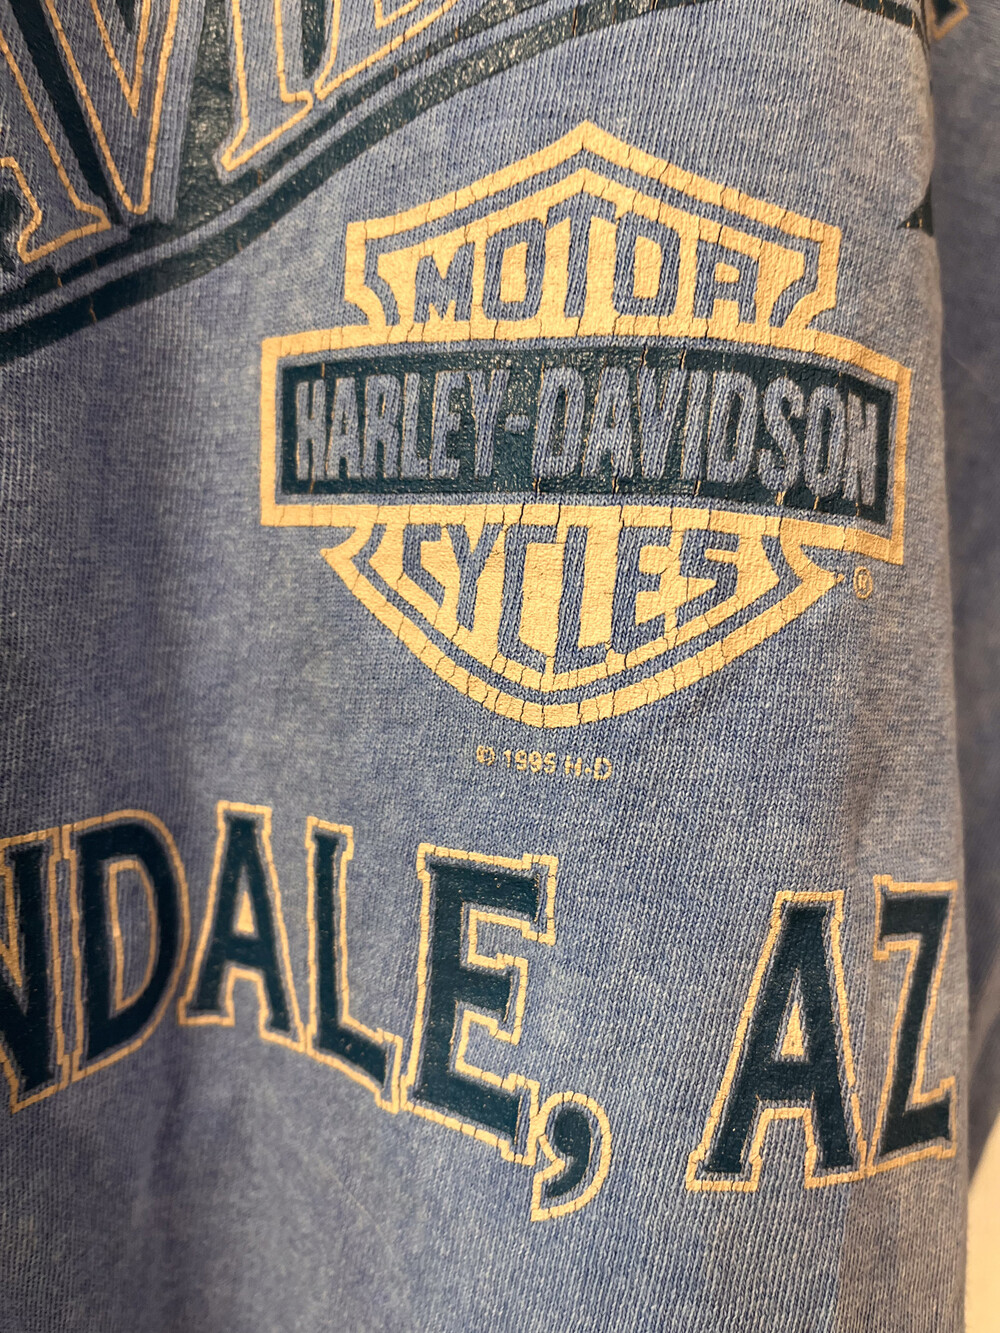 MOTOR
HARLEY-DAVIDSON
CYCLES
®
© 1995 H-D
NDALE, AZ